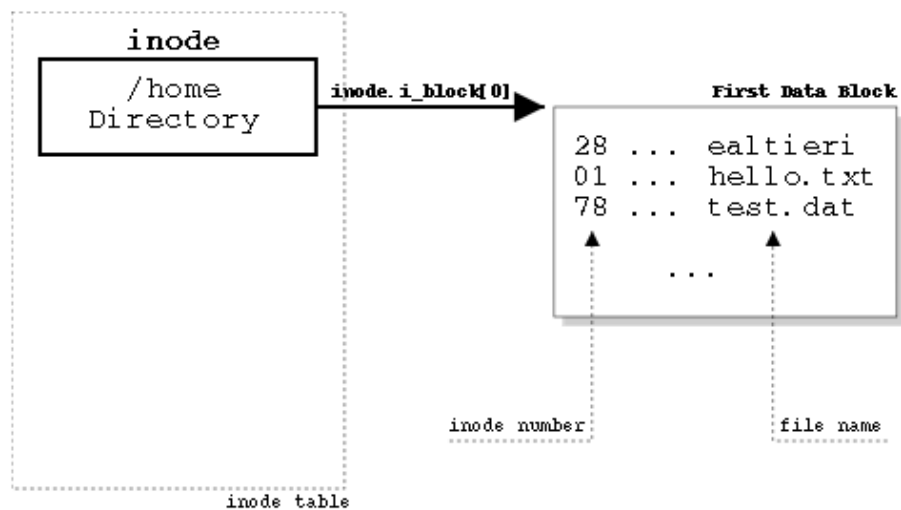 inode
/home
Directory
inode.i_block[0]
First Data Block
28 ... ealtieri
01 ... hello.txt
78 ... test.dat
...
inode number
file name
inode table